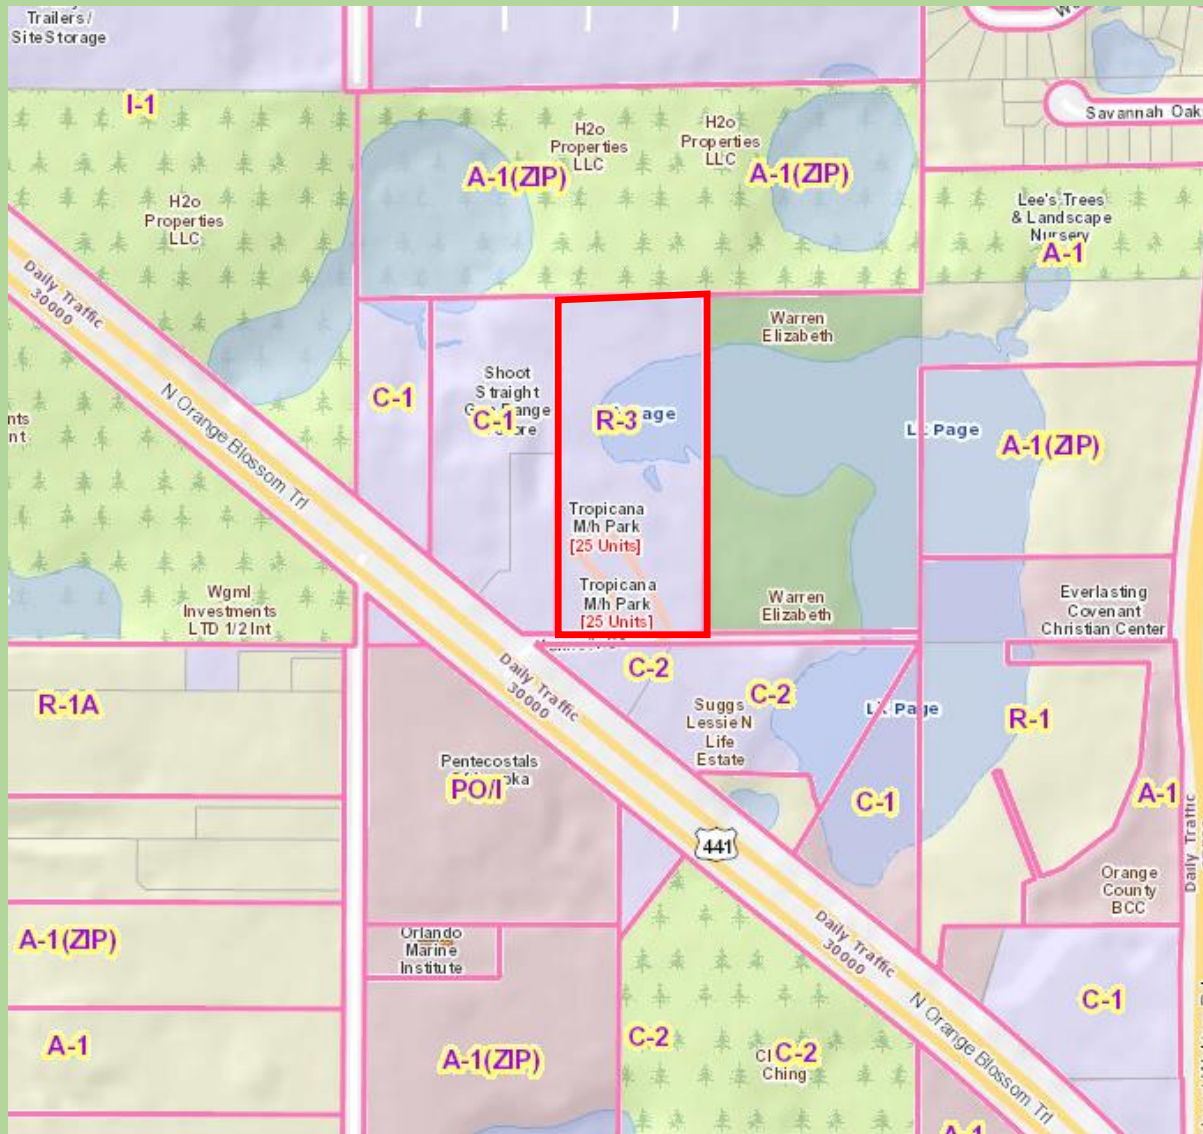 Trailers/
Site Storage
I-1
H2o
Properties
LLC
A-1(ZIP)
H2o
Properties
LLC
H2o
Properties
LLC
A-1(ZIP)
Savannah Oak
Lee's Trees
& Landscape
Nursery
A-1
Daily Traffic
30000
N Orange Blossom Trl
C-1
Shoot
Straight
Range
C-1
R-3
Warren
Elizabeth
Page
A-1(ZIP)
Tropicana
M/h Park
[25 Units]
Tropicana
M/h Park
[25 Units]
Warren
Elizabeth
Everlasting
Covenant
Christian Center
Wgml
Investments
LTD 1/2 Int
R-1A
Daily Traffic
30000
C-2
C-2
Suggs
Lessie N
Life
Estate
Page
R-1
Pentecostals
PO/I
C-1
A-1
441
Orange
County
BCC
Daily Traffic
A-1(ZIP)
Orlando
Marine
Institute
Daily Traffic
30000
N Orange Blossom Trl
C-1
A-1
A-1(ZIP)
C-2
C-2
Ching
A-1